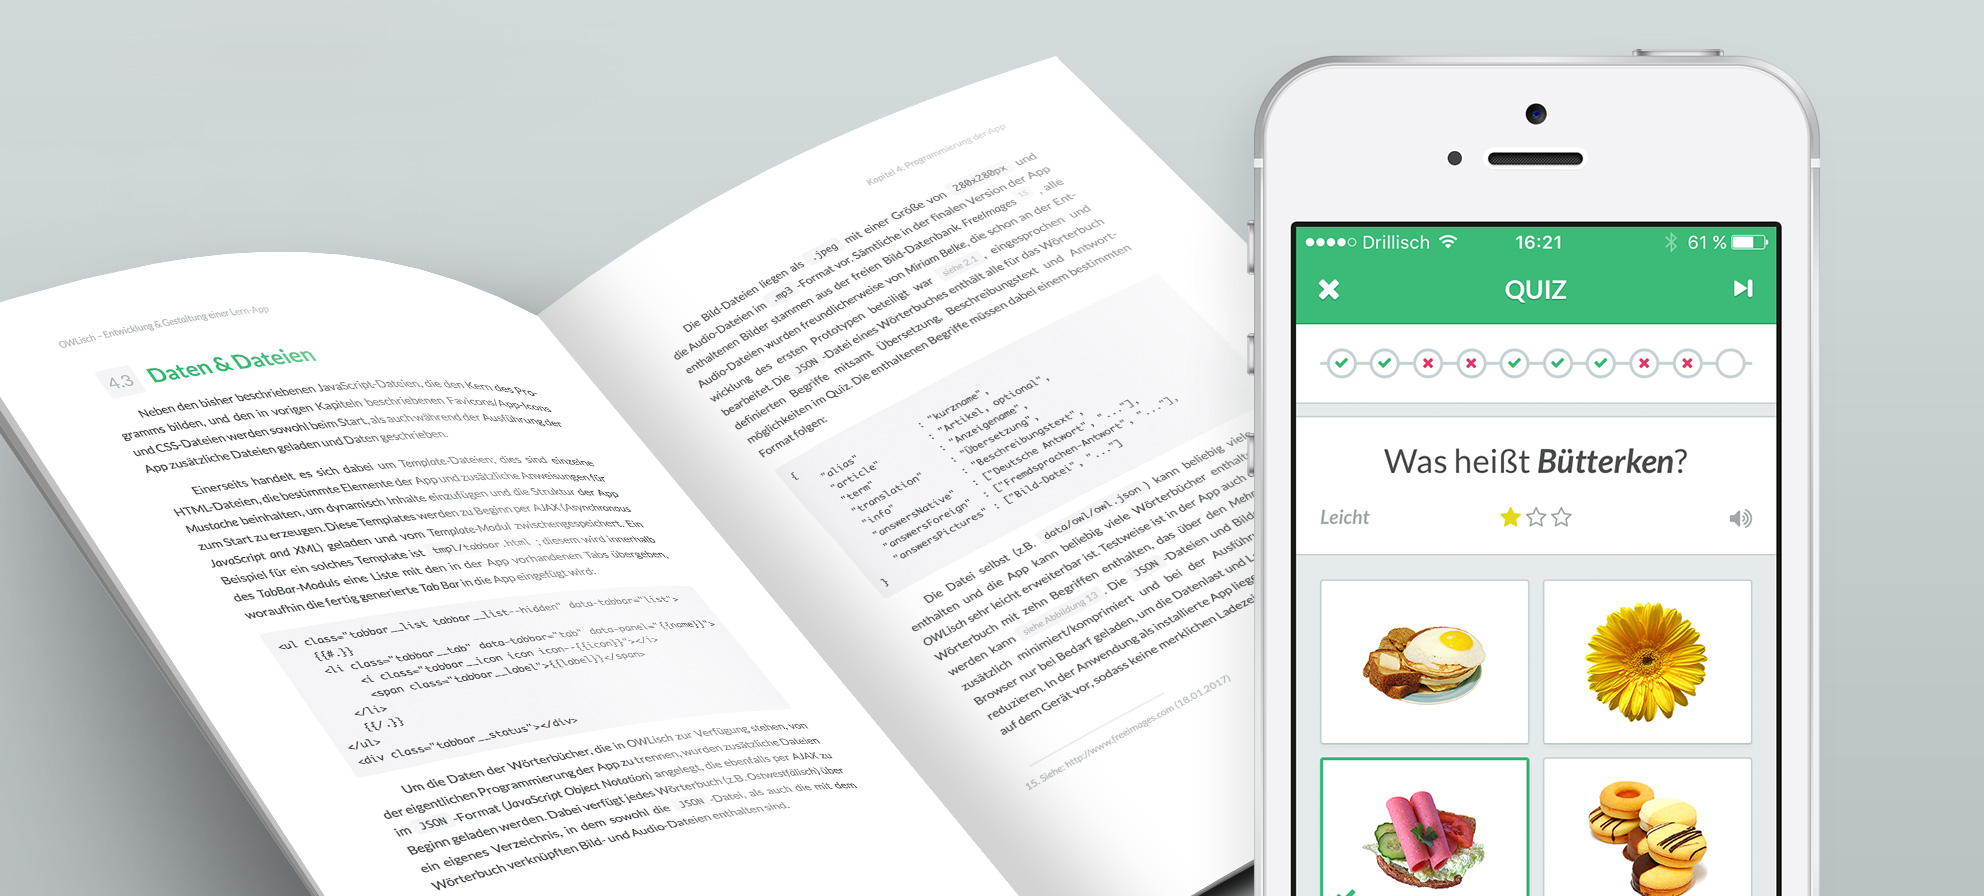 OWLisch – Entwicklung & Gestaltung einer Lern-App
4.3 Daten & Dateien
Neben den bisher beschriebenen JavaScript-Dateien, die den Kern des Pro-
gramms bilden, und den in vorigen Kapiteln beschriebenen Favicons/App-Icons
und CSS-Dateien werden sowohl beim Start, als auch während der Ausführung der
App zusätzliche Dateien geladen und Daten geschrieben.
Einerseits handelt es sich dabei um Template-Dateien; dies sind einzelne
HTML-Dateien, die bestimmte Elemente der App und zusätzliche Anweisungen für
Mustache beinhalten, um dynamisch Inhalte einzufügen und die Struktur der App
zum Start zu erzeugen. Diese Templates werden zu Beginn per AJAX (Asynchronous
JavaScript and XML) geladen und vom Template-Modul zwischengespeichert. Ein
Beispiel für ein solches Template ist tmpl/tabbar.html ; diesem wird innerhalb
des TabBar-Moduls eine Liste mit den in der App vorhandenen Tabs übergeben,
woraufhin die fertig generierte Tab Bar in die App eingefügt wird:
<ul class="tabbar__list tabbar__list--hidden" data-tabbar="list">
{{#.}}
<li class="tabbar__tab" data-tabbar="tab" data-panel="{{name}}">
<i class="tabbar__icon icon icon--{{icon}}"></i>
<span class="tabbar__label">{{label}}</span>
</li>
{{/.}}
</ul>
<div class="tabbar__status"></div>
Um die Daten der Wörterbücher, die in OWLisch zur Verfügung stehen, von
der eigentlichen Programmierung der App zu trennen, wurden zusätzliche Dateien
im JSON -Format (JavaScript Object Notation) angelegt, die ebenfalls per AJAX zu
Beginn geladen werden. Dabei verfügt jedes Wörterbuch (z.B. Ostwestfälisch) über
ein eigenes Verzeichnis, in dem sowohl die JSON -Datei, als auch die mit dem
Wörterbuch verknüpften Bild- und Audio-Dateien enthalten sind.
Kapitel 4: Programmierung der App
Die Bild-Dateien liegen als .jpeg mit einer Größe von 280x280px und
die Audio-Dateien im .mp3 -Format vor. Sämtliche in der finalen Version der App
enthaltenen Bilder stammen aus der freien Bild-Datenbank FreeImages 15 , alle
Audio-Dateien wurden freundlicherweise von Miriam Belke, die schon an der Ent-
wicklung des ersten Prototypen beteiligt war siehe 2.1 , eingesprochen und
bearbeitet. Die JSON -Datei eines Wörterbuches enthält alle für das Wörterbuch
definierten Begriffe mitsamt Übersetzung, Beschreibungstext und Antwort-
möglichkeiten im Quiz. Die enthaltenen Begriffe müssen dabei einem bestimmten
Format folgen:
{ "alias" : "kurzname",
"article" : "Artikel, optional",
"term" : "Anzeigename",
"translation" : "Übersetzung",
"info" : "Beschreibungstext",
"answersNative" : ["Deutsche Antwort", "..."],
"answersForeign" : ["Fremdsprachen-Antwort", "..."],
"answersPictures" : ["Bild-Datei", "..."]
}
Die Datei selbst (z.B. data/owl/owl.json ) kann beliebig viele
enthalten und die App kann beliebig viele Wörterbücher enthalt
OWLisch sehr leicht erweiterbar ist. Testweise ist in der App auch
Wörterbuch mit zehn Begriffen enthalten, das über den Mehr
werden kann siehe Abbildung 13 . Die JSON -Dateien und Bild
zusätzlich minimiert/komprimiert und bei der Ausführ
Browser nur bei Bedarf geladen, um die Datenlast und L
reduzieren. In der Anwendung als installierte App liege
auf dem Gerät vor, sodass keine merklichen Ladezei
15. Siehe: http://www.freeimages.com (18.01.2017)
Drillisch 16:21 61 %
QUIZ
Was heißt Bütterken?
Leicht